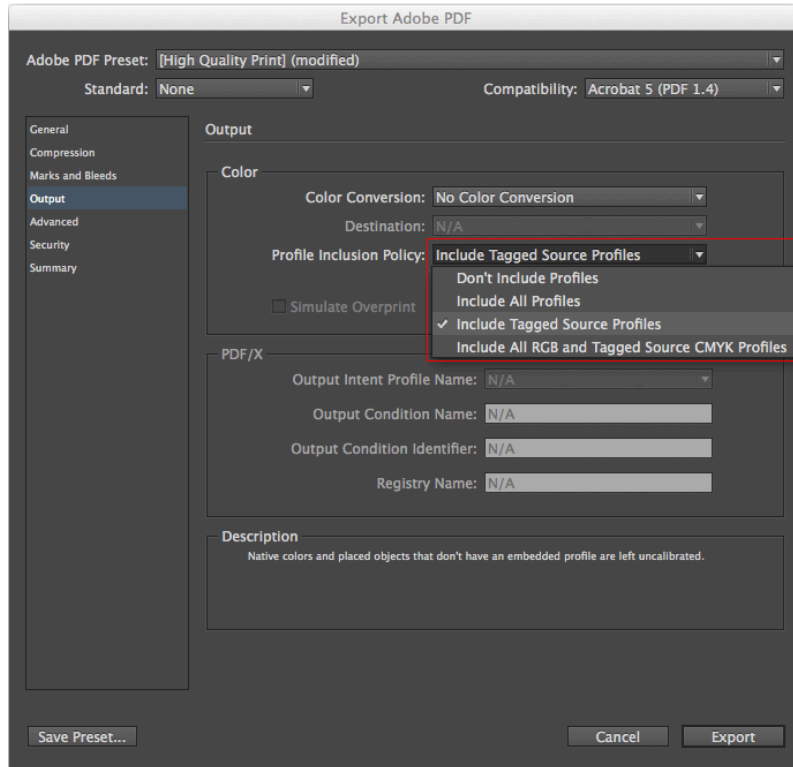 Export Adobe PDF
Adobe PDF Preset: [High Quality Print] (modified)
Standard: None
Compatibility: Acrobat 5 (PDF 1.4)
General
Compression
Marks and Bleeds
Output
Advanced
Security
Summary
Output
Color
Color Conversion: No Color Conversion
Destination: N/A
Profile Inclusion Policy: Include Tagged Source Profiles
Don't Include Profiles
Include All Profiles
✓ Include Tagged Source Profiles
Include All RGB and Tagged Source CMYK Profiles
Simulate Overprint
PDF/X
Output Intent Profile Name: N/A
Output Condition Name: N/A
Output Condition Identifier: N/A
Registry Name: N/A
Description
Native colors and placed objects that don't have an embedded profile are left uncalibrated.
Save Preset...
Cancel
Export